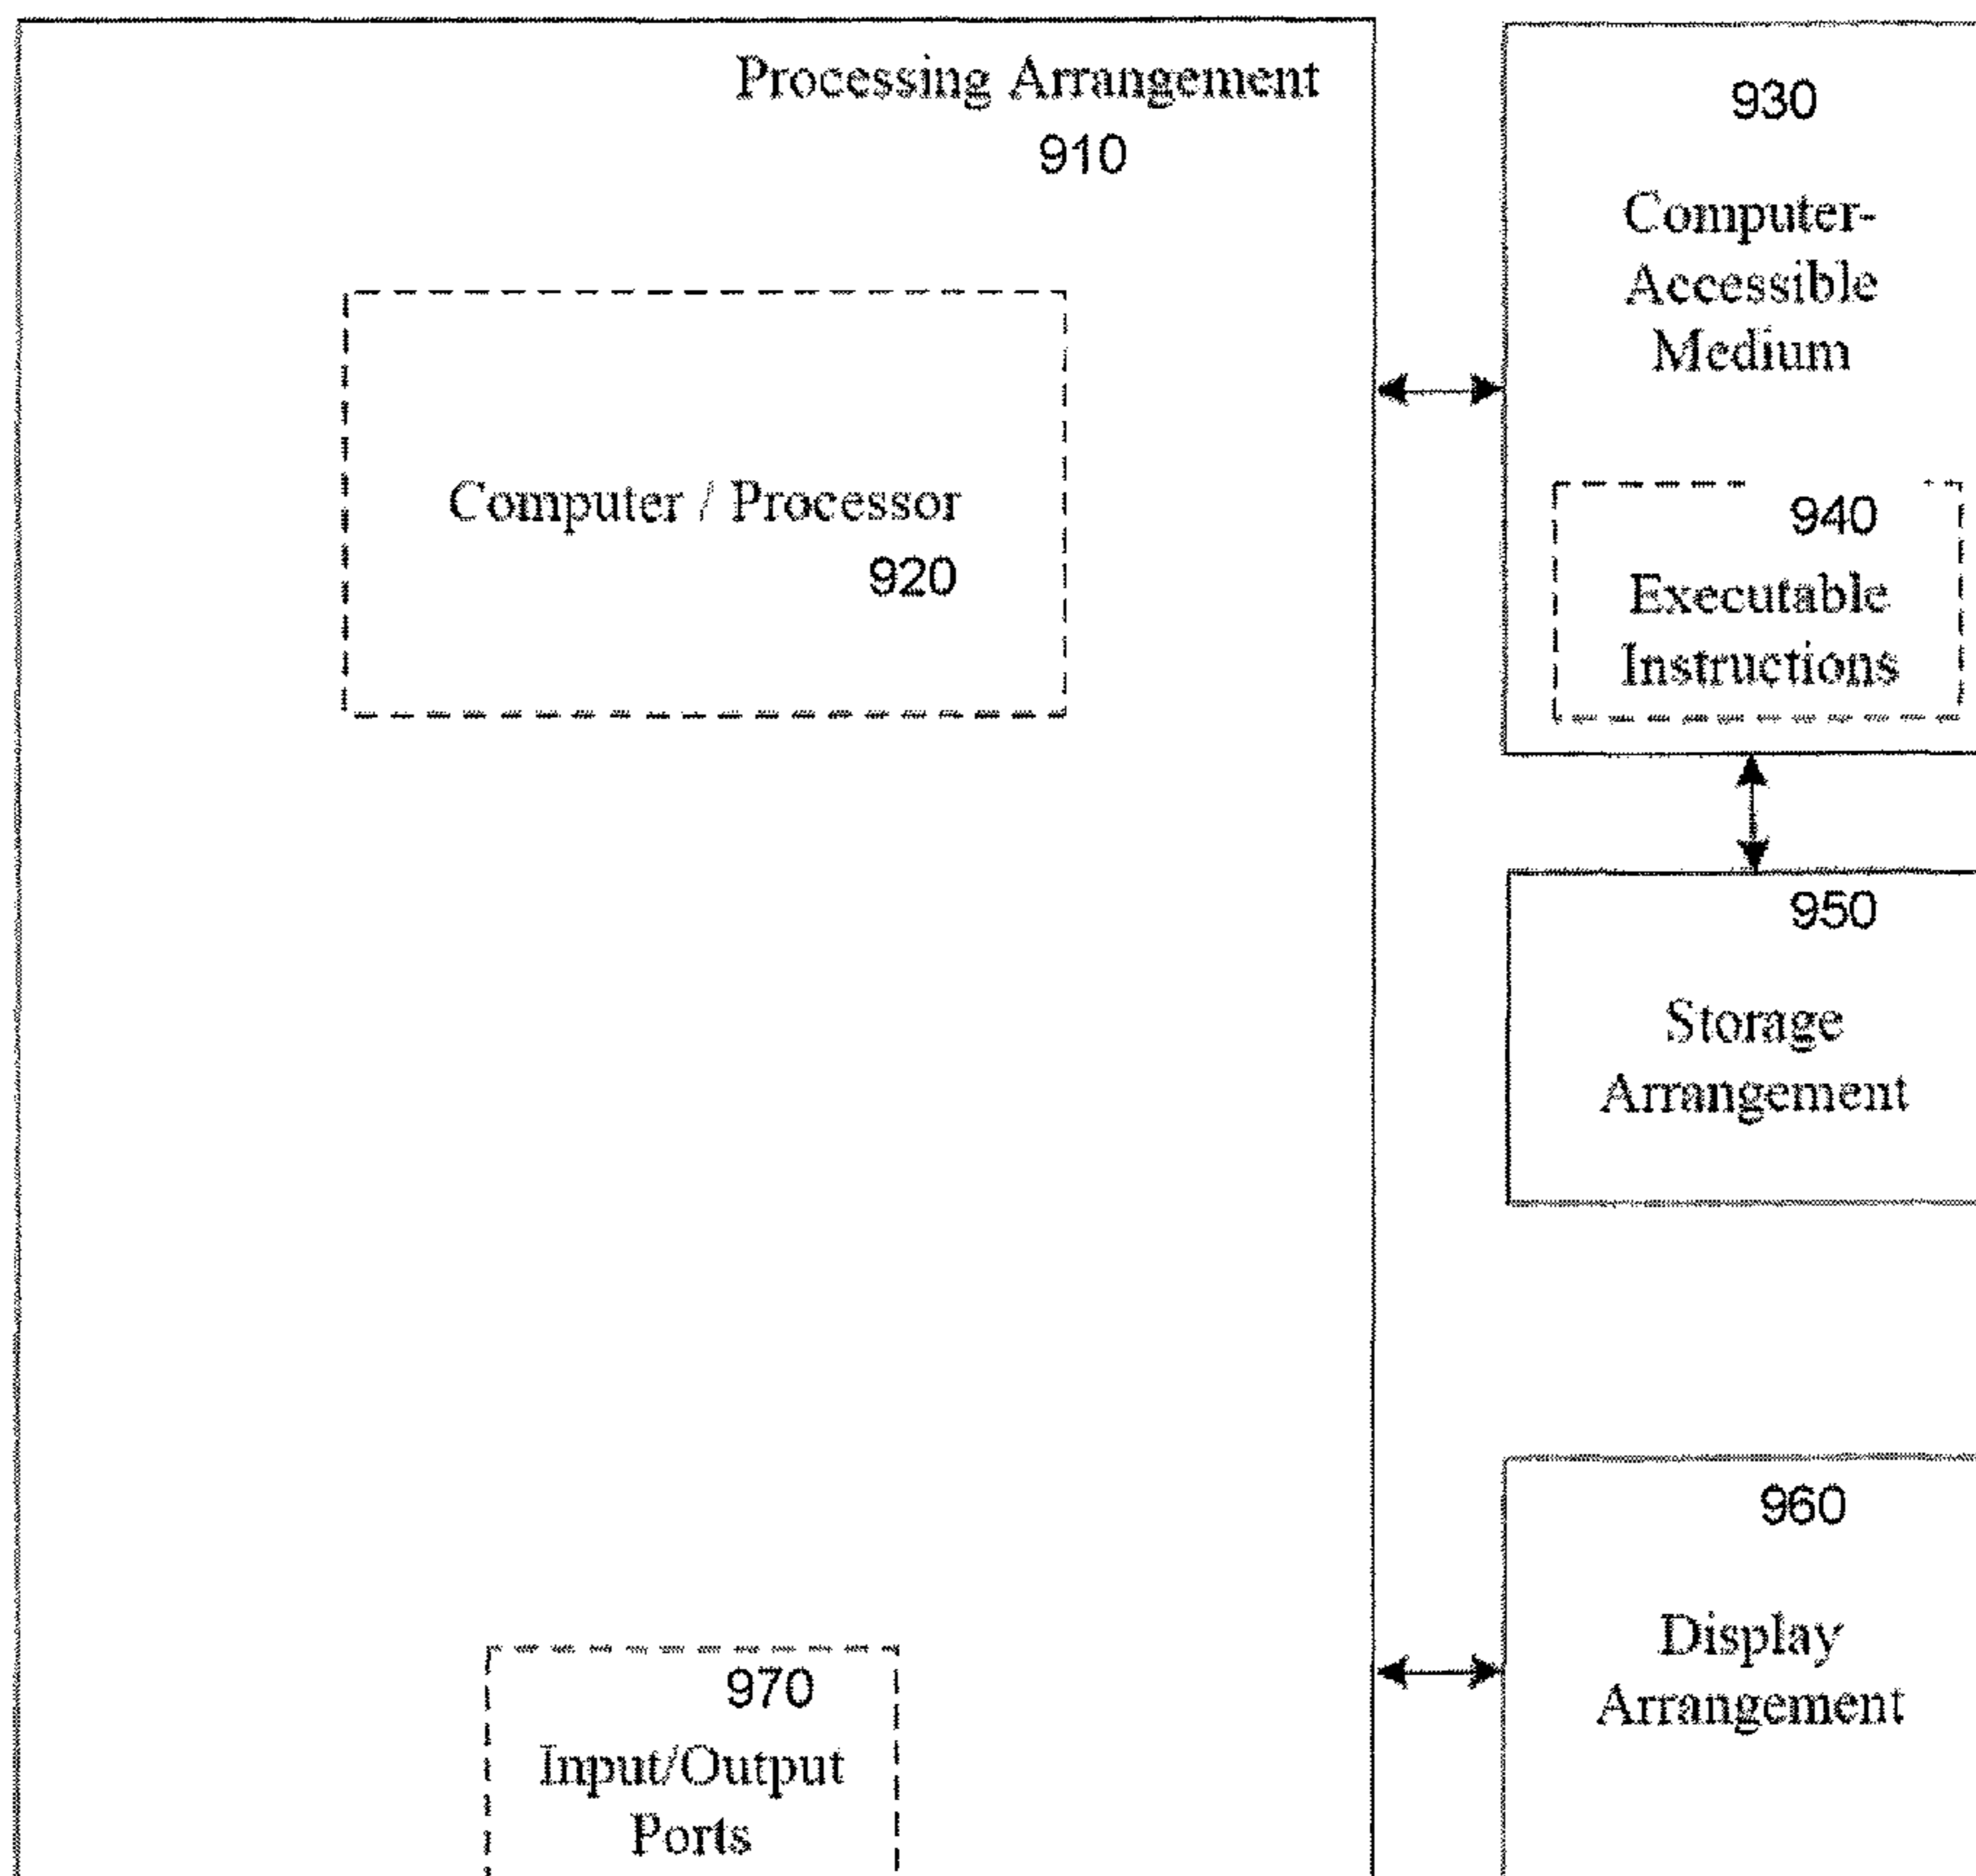 Processing Arrangement
910
Computer / Processor
920
930
Computer-
Accessible
Medium
940
Executable
Instructions
950
Storage
Arrangement
960
Display
Arrangement
970
Input/Output
Ports